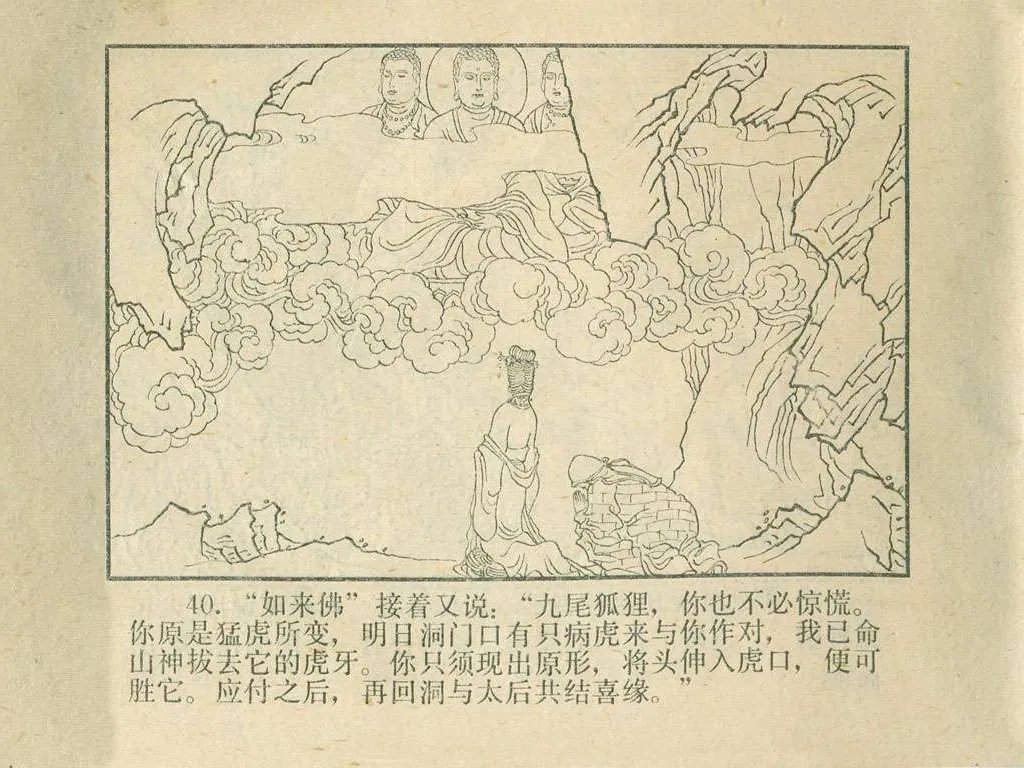 40．“如来佛”接着又说：“九尾狐狸，你也不必惊慌。
你原是猛虎所变，明日洞门口有只病虎来与你作对，我已命
山神拔去它的虎牙。你只须现出原形，将头伸入虎口，便可
胜它。应付之后，再回洞与太后共结喜缘。”